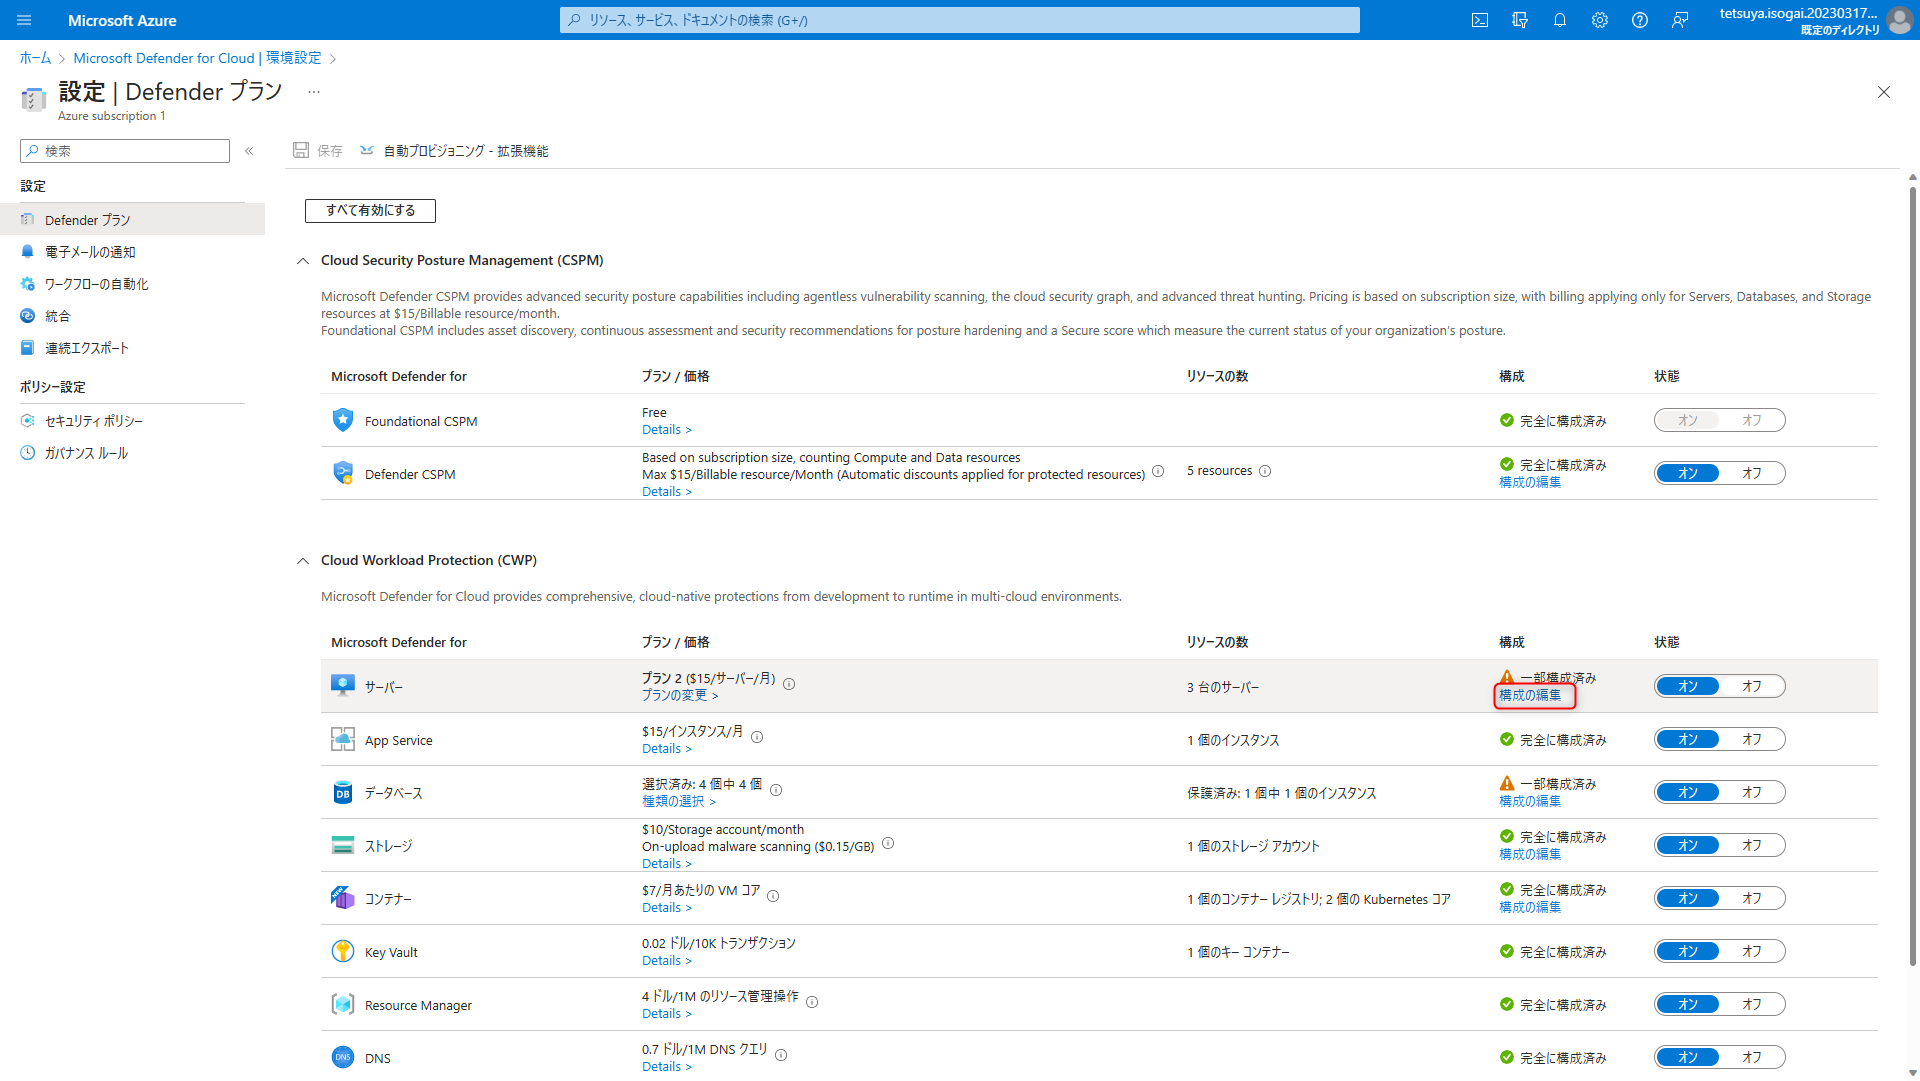 Microsoft Azure
リソース、サービス、ドキュメントの検索 (G+/)
tetsuya.isogai.20230317...
既定のディレクトリ
ホーム > Microsoft Defender for Cloud | 環境設定 >
設定 | Defender プラン ...
Azure subscription 1
検索 «
保存 自動プロビジョニング - 拡張機能
設定
Defender プラン
電子メールの通知
ワークフローの自動化
統合
連続エクスポート
ポリシー設定
セキュリティ ポリシー
ガバナンス ルール
すべて有効にする
Cloud Security Posture Management (CSPM)
Microsoft Defender CSPM provides advanced security posture capabilities including agentless vulnerability scanning, the cloud security graph, and advanced threat hunting. Pricing is based on subscription size, with billing applying only for Servers, Databases, and Storage
resources at $15/Billable resource/month.
Foundational CSPM includes asset discovery, continuous assessment and security recommendations for posture hardening and a Secure score which measure the current status of your organization's posture.
Microsoft Defender for プラン / 価格 リソースの数 構成 状態
Foundational CSPM
Free
Details >
完全に構成済み
オン オフ
Defender CSPM
Based on subscription size, counting Compute and Data resources
Max $15/Billable resource/Month (Automatic discounts applied for protected resources)
Details >
5 resources
完全に構成済み
構成の編集
オン オフ
Cloud Workload Protection (CWP)
Microsoft Defender for Cloud provides comprehensive, cloud-native protections from development to runtime in multi-cloud environments.
Microsoft Defender for プラン / 価格 リソースの数 構成 状態
サーバー
プラン 2 ($15/サーバー/月)
プランの変更 >
3 台のサーバー
一部構成済み
構成の編集
オン オフ
App Service
$15/インスタンス/月
Details >
1 個のインスタンス
完全に構成済み
オン オフ
データベース
選択済み: 4 個中 4 個
種類の選択 >
保護済み: 1 個中 1 個のインスタンス
一部構成済み
構成の編集
オン オフ
ストレージ
$10/Storage account/month
On-upload malware scanning ($0.15/GB)
Details >
1 個のストレージ アカウント
完全に構成済み
構成の編集
オン オフ
コンテナー
$7/月あたりの VM コア
Details >
1 個のコンテナー レジストリ; 2 個の Kubernetes コア
完全に構成済み
構成の編集
オン オフ
Key Vault
0.02 ドル/10K トランザクション
Details >
1 個のキー コンテナー
完全に構成済み
オン オフ
Resource Manager
4 ドル/1M のリソース管理操作
Details >
完全に構成済み
オン オフ
DNS
0.7 ドル/1M DNS クエリ
Details >
完全に構成済み
オン オフ